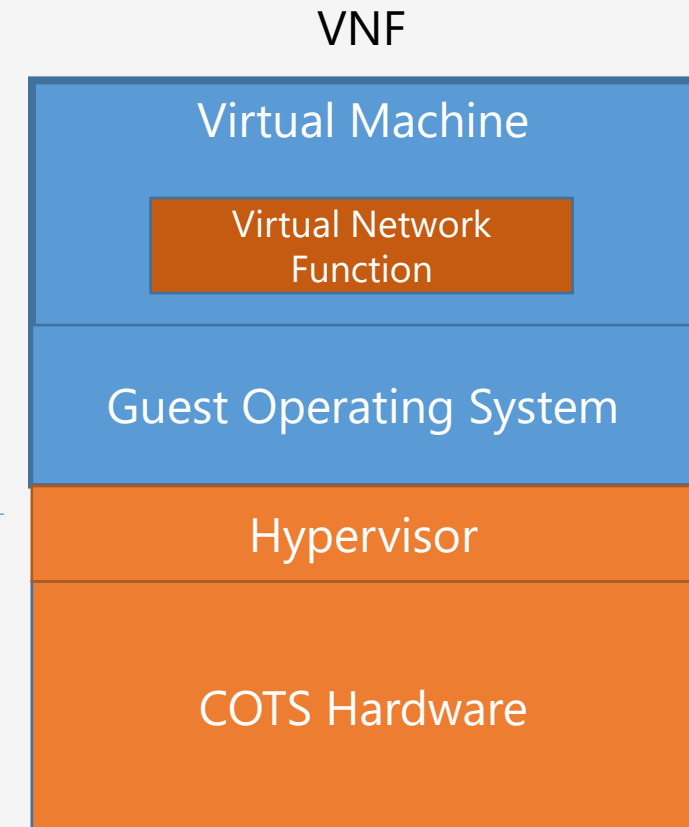 VNF
Virtual Machine
Virtual Network
Function
Guest Operating System
Hypervisor
COTS Hardware